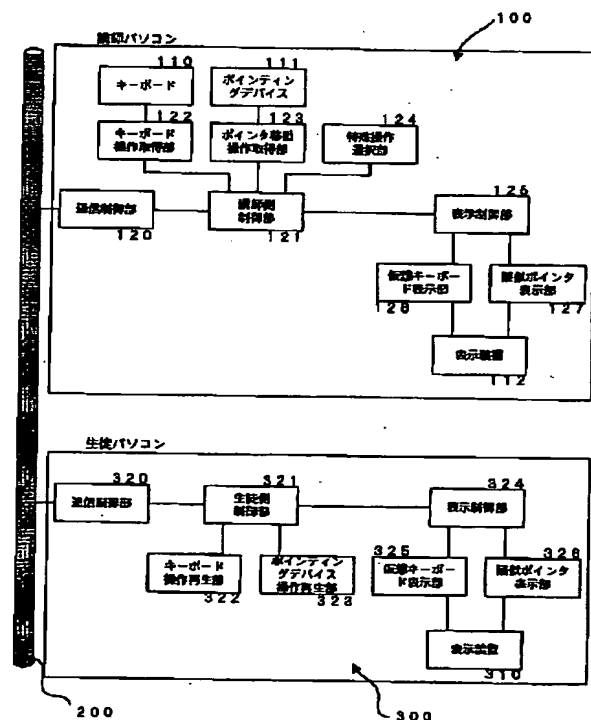 100
講師パソコン
110
キーボード
111
ポインティン
グデバイス
122
キーボード
操作取得部
123
ポインタ移動
操作取得部
124
特殊操作
選択部
通信制御部
120
講師側
制御部
121
125
表示制御部
仮想キーボー
ド表示部
126
疑似ポインタ
表示部
127
表示装置
112
生徒パソコン
320
通信制御部
321
生徒側
制御部
324
表示制御部
キーボード
操作再生部
322
ポインティン
グデバイス
操作再生部
323
325
仮想キーボー
ド表示部
326
疑似ポインタ
表示部
表示装置
310
200
300